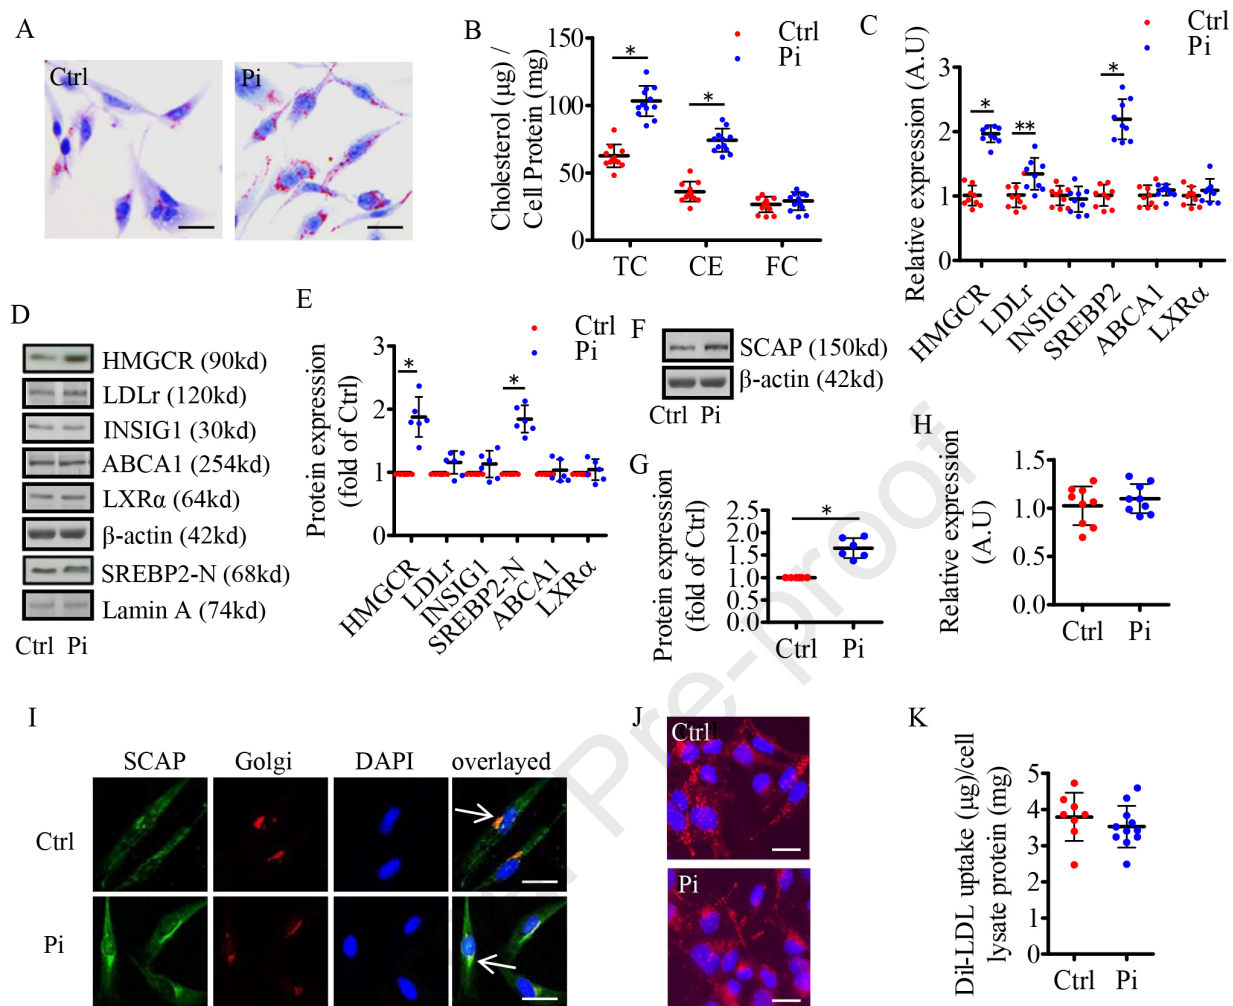 A
Ctrl
Pi
B
Cholesterol (μg) /
Cell Protein (mg)
150
100
50
0
TC
CE
FC
*
*
Ctrl
Pi
C
Relative expression (A.U)
3
2
1
0
*
**
*
Ctrl
Pi
HMGCR
LDLr
INSIG1
SREBP2
ABCA1
LXRα
D
HMGCR (90kd)
LDLr (120kd)
INSIG1 (30kd)
ABCA1 (254kd)
LXRα (64kd)
β-actin (42kd)
SREBP2-N (68kd)
Lamin A (74kd)
Ctrl Pi
E
Protein expression
(fold of Ctrl)
3
2
1
0
*
*
Ctrl
Pi
HMGCR
LDLr
INSIG1
SREBP2-N
ABCA1
LXRα
F
SCAP (150kd)
β-actin (42kd)
Ctrl Pi
G
Protein expression
(fold of Ctrl)
2.5
2.0
1.5
1.0
0.5
0.0
*
Ctrl
Pi
H
Relative expression
(A.U)
1.5
1.0
0.5
0.0
Ctrl
Pi
I
SCAP
Golgi
DAPI
overlayed
Ctrl
Pi
J
Ctrl
Pi
K
Dil-LDL uptake (μg)/cell
lysate protein (mg)
5
4
3
2
1
0
Ctrl
Pi
Pre-proof